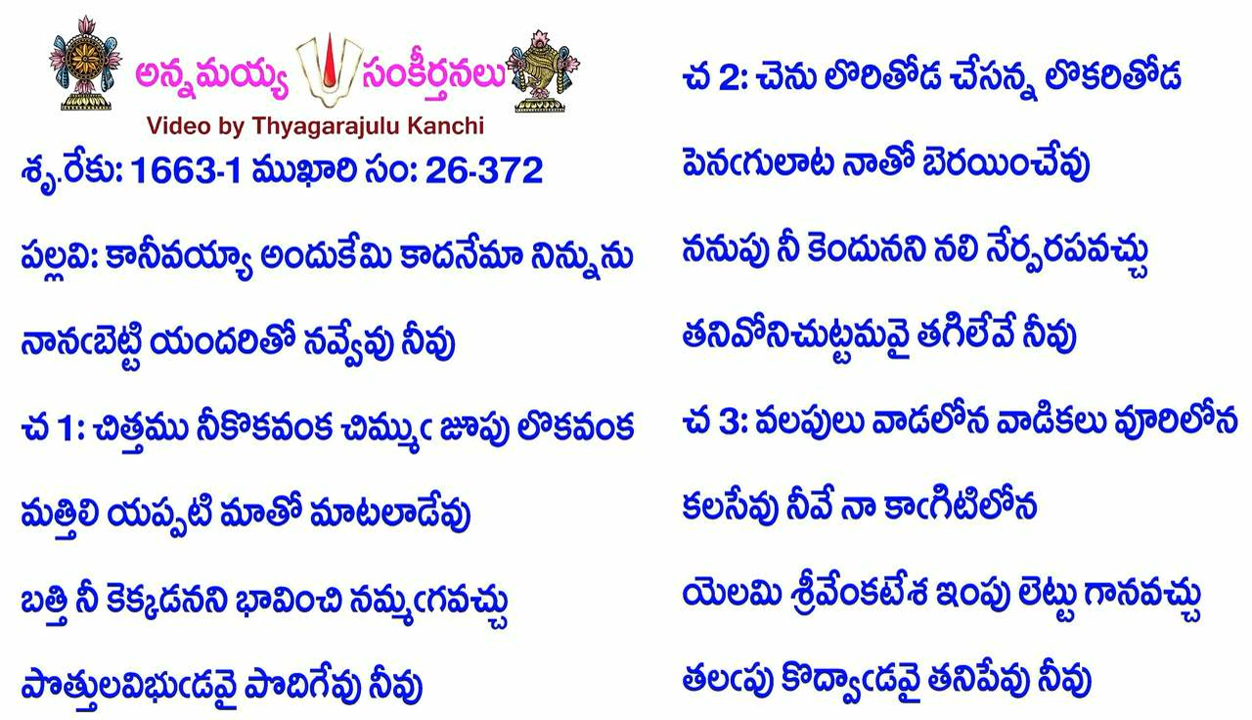 అన్నమయ్య సంకీర్తనలు
Video by Thyagarajulu Kanchi
శృ.రేకు: 1663-1 ముఖారి సం: 26-372
పల్లవి: కానీవయ్యా అందుకేమి కాదనేమా నిన్నును
నానఁబెట్టి యందరితో నవ్వేవు నీవు
చ 1: చిత్తము నీకొకవంక చిమ్ముఁ జూపు లొకవంక
మత్తిలి యప్పటి మాతో మాటలాడేవు
బత్తి నీ కెక్కడనని భావించి నమ్మఁగవచ్చు
పొత్తులవిభుఁడవై పొదిగేవు నీవు
చ 2: చెను లొరితోడ చేసన్న లొకరితోడ
పెనఁగులాట నాతో బెరయించేవు
ననుపు నీ కెందునని నలి నేర్పరపవచ్చు
తనివోనిచుట్టమవై తగిలేవే నీవు
చ 3: వలపులు వాడలోన వాడికలు వూరిలోన
కలసేవు నీవే నా కాఁగిటిలోన
యెలమి శ్రీవేంకటేశ ఇంపు లెట్టు గానవచ్చు
తలఁపు కొద్వాఁడవై తనిపేవు నీవు